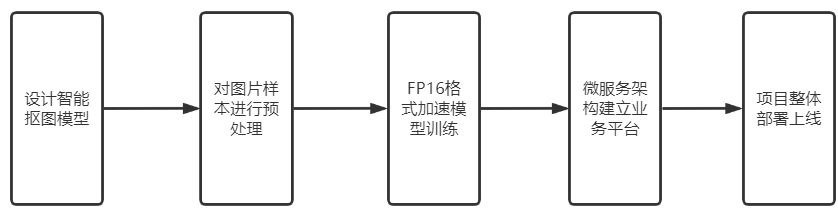 设计智能
抠图模型
对图片样
本进行预
处理
FP16格
式加速模
型训练
微服务架
构建立业
务平台
项目整体
部署上线